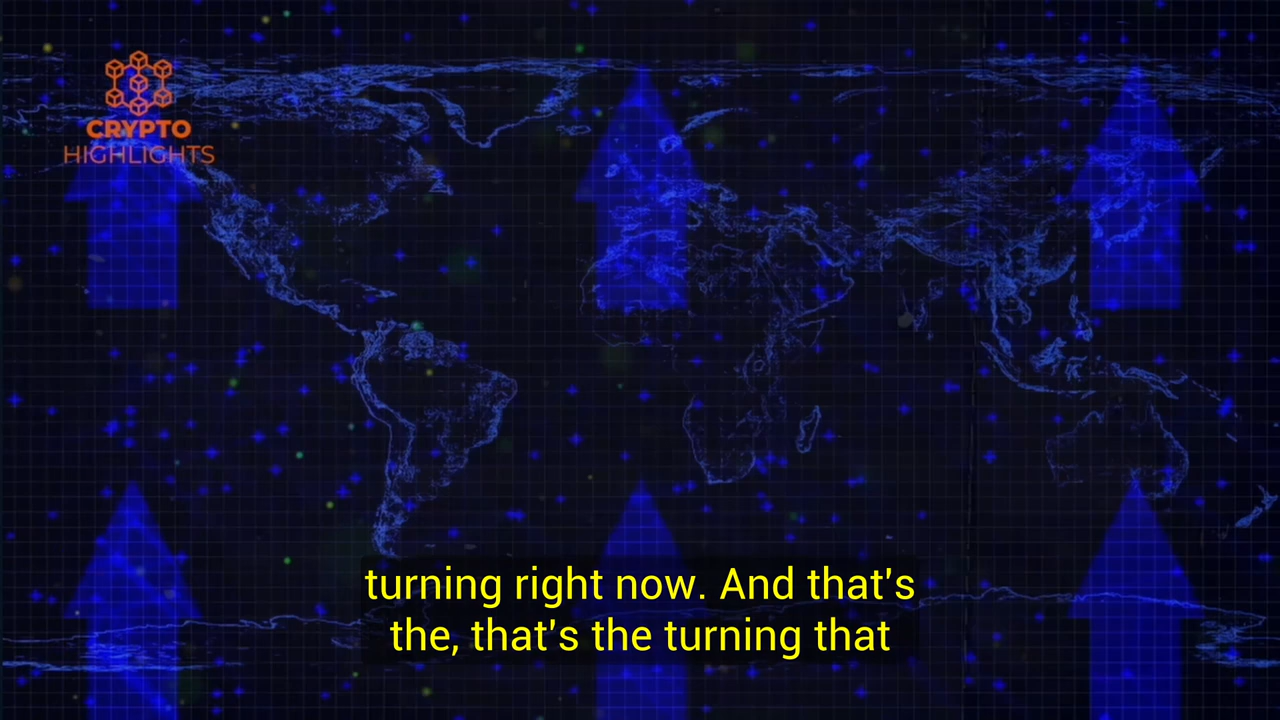 CRYPTO
HIGHLIGHTS
turning right now. And that's
the, that's the turning that